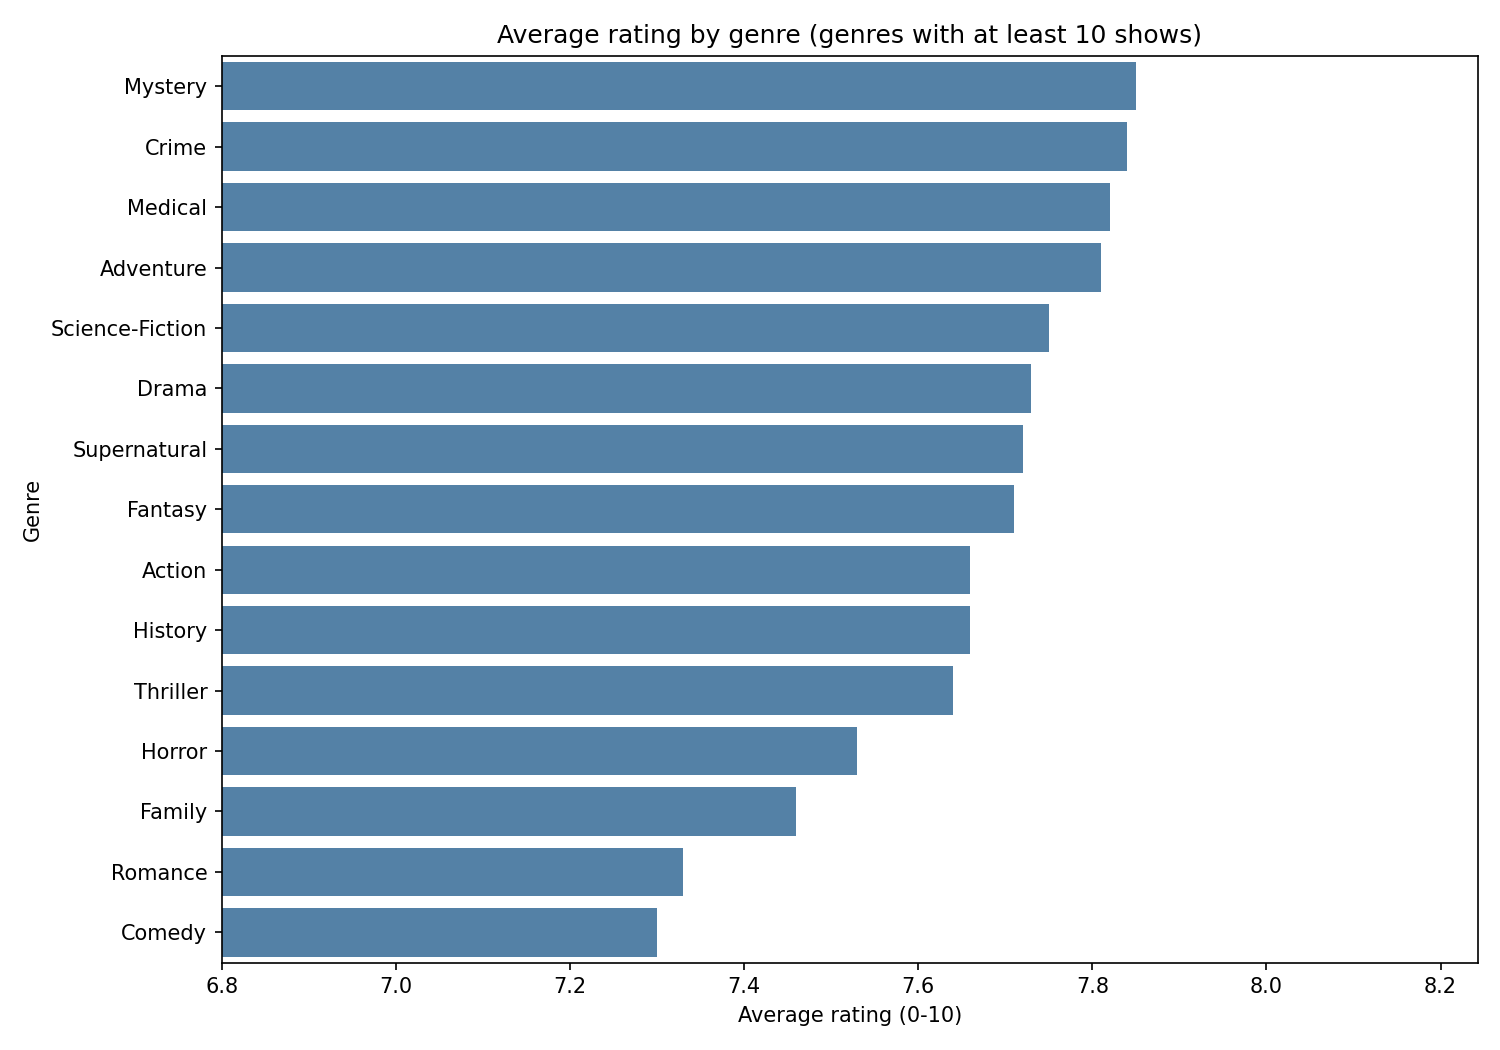 Average rating by genre (genres with at least 10 shows)
Genre
Mystery
Crime
Medical
Adventure
Science-Fiction
Drama
Supernatural
Fantasy
Action
History
Thriller
Horror
Family
Romance
Comedy
6.8 7.0 7.2 7.4 7.6 7.8 8.0 8.2
Average rating (0-10)